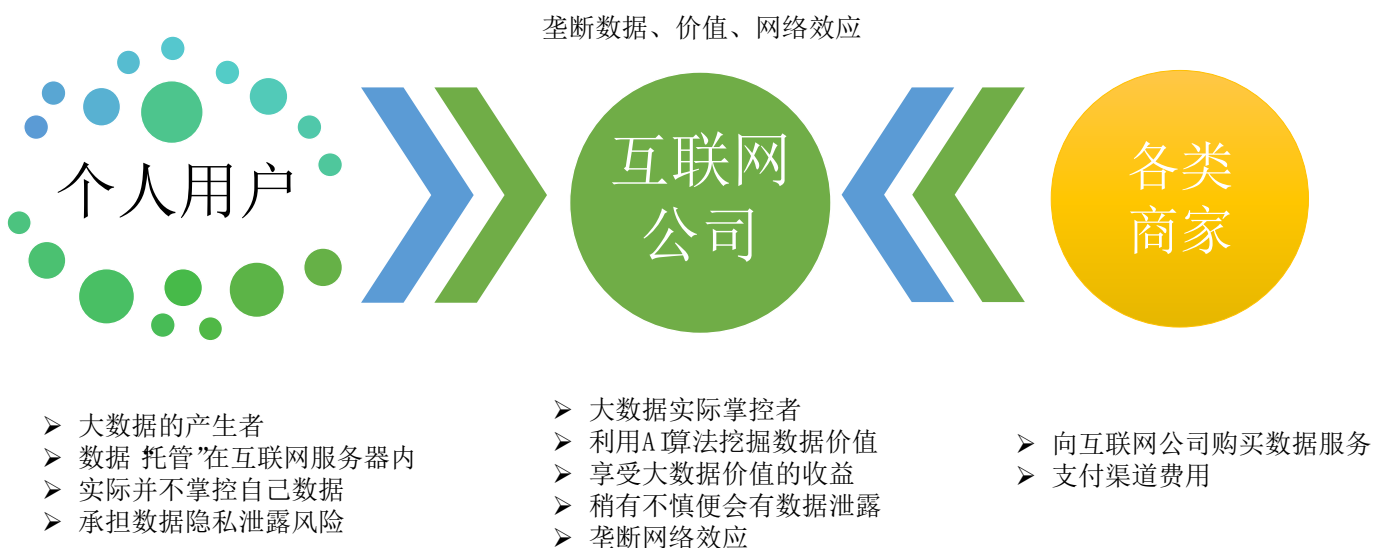 垄断数据、价值、网络效应
个人用户
互联网
公司
各类
商家
➢ 大数据的产生者
➢ 数据“托管”在互联网服务器内
➢ 实际并不掌控自己数据
➢ 承担数据隐私泄露风险
➢ 大数据实际掌控者
➢ 利用AI算法挖掘数据价值
➢ 享受大数据价值的收益
➢ 稍有不慎便会有数据泄露
➢ 垄断网络效应
➢ 向互联网公司购买数据服务
➢ 支付渠道费用